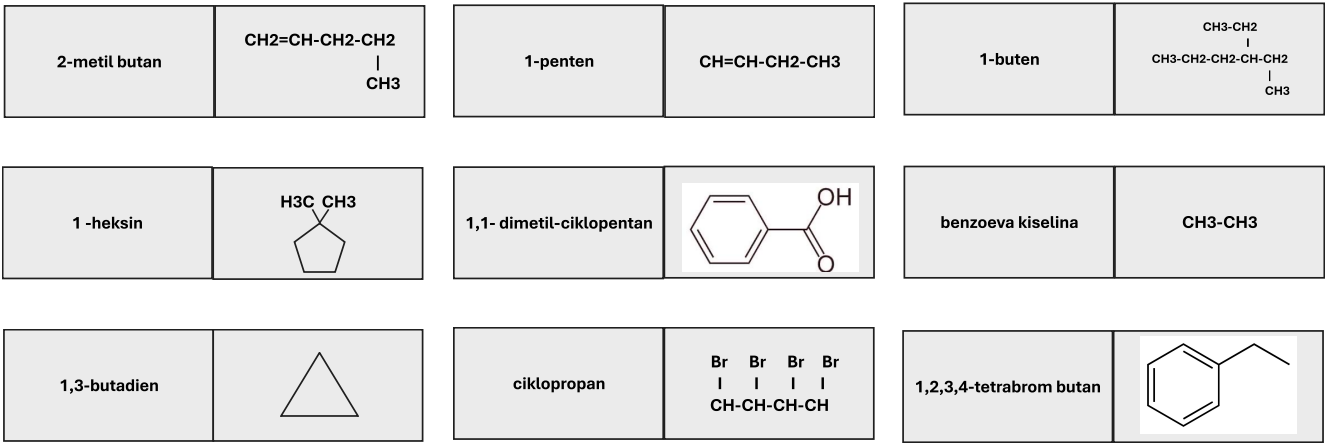 2-metil butan
CH2=CH-CH2-CH2
|
CH3
1-penten
CH=CH-CH2-CH3
1-buten
CH3-CH2
|
CH3-CH2-CH2-CH-CH2
|
CH3
1 -heksin
H3C CH3
1,1- dimetil-ciklopentan
OH
O
benzoeva kiselina
CH3-CH3
1,3-butadien
ciklopropan
Br Br Br Br
| | | |
CH-CH-CH-CH
1,2,3,4-tetrabrom butan